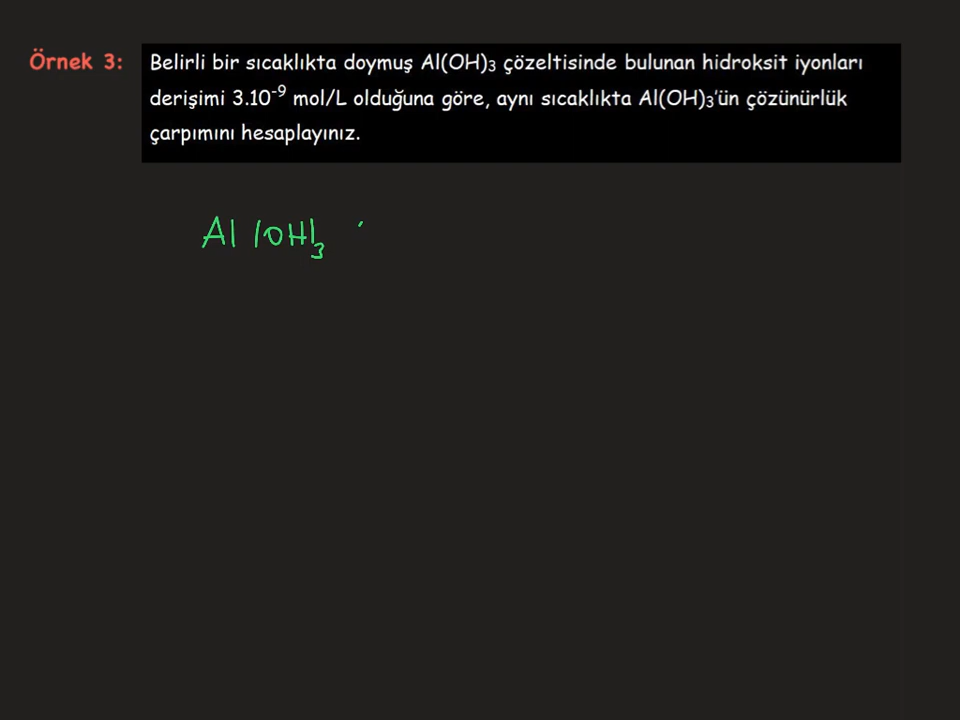 Örnek 3: Belirli bir sıcaklıkta doymuş Al(OH)₃ çözeltisinde bulunan hidroksit iyonları
derişimi 3.10⁻⁹ mol/L olduğuna göre, aynı sıcaklıkta Al(OH)₃'ün çözünürlük
çarpımını hesaplayınız.
Al(OH)₃